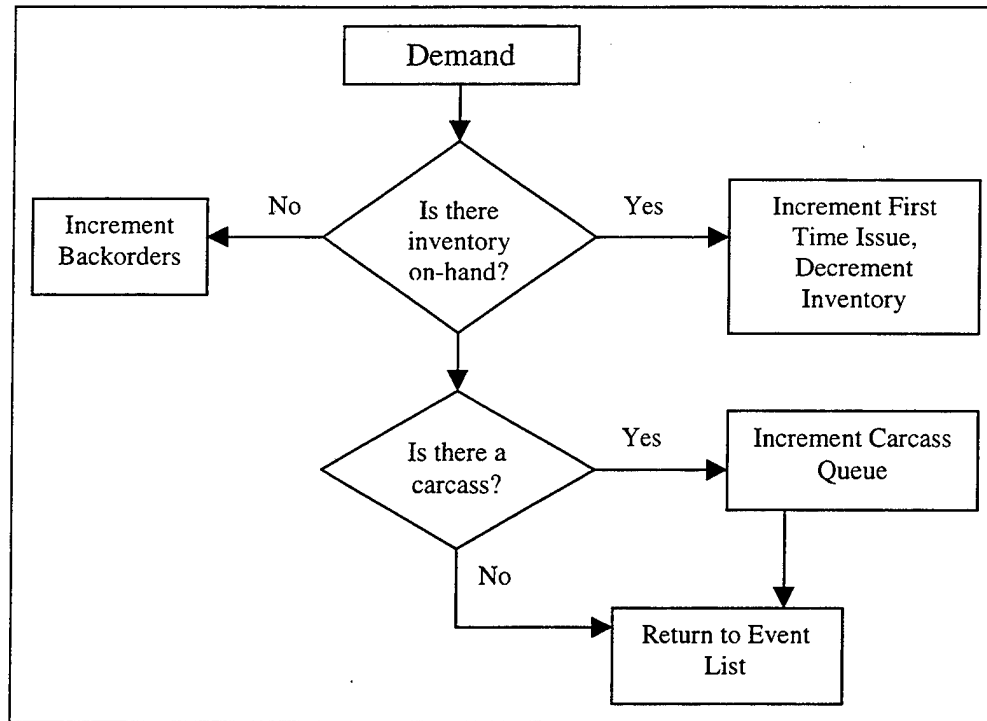 Demand
No
Yes
Increment
Backorders
Is there
inventory
on-hand?
Increment First
Time Issue,
Decrement
Inventory
Yes
Is there a
carcass?
Increment Carcass
Queue
No
Return to Event
List